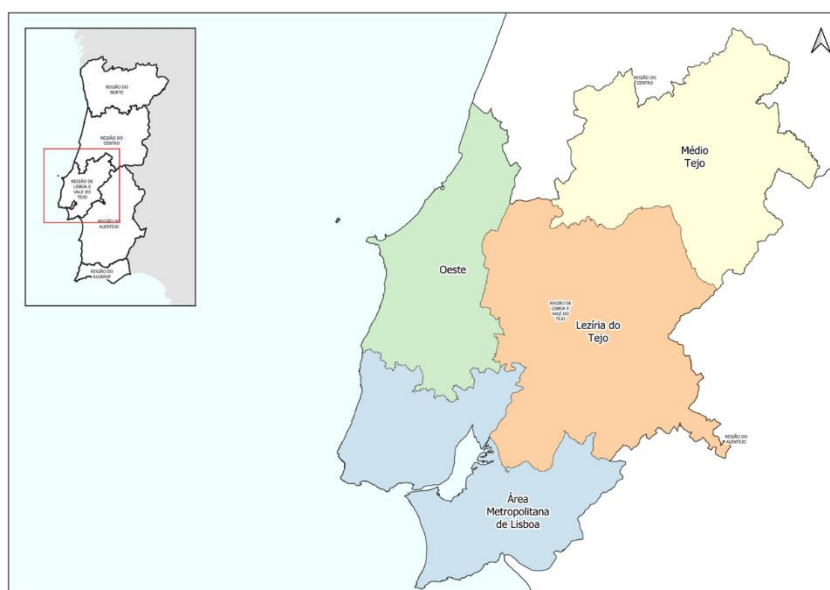 REGIÃO DO
NORTE
REGIÃO DO
CENTRO
REGIÃO DE
LISBOA E
VALE DO
TEJO
REGIÃO DO
ALENTEJO
REGIÃO DO
ALGARVE
REGIÃO DO
CENTRO
Médio
Tejo
Oeste
REGIÃO DE
LISBOA E
VALE DO
TEJO
Lezíria do
Tejo
REGIÃO DO
ALENTEJO
Área
Metropolitana
de Lisboa